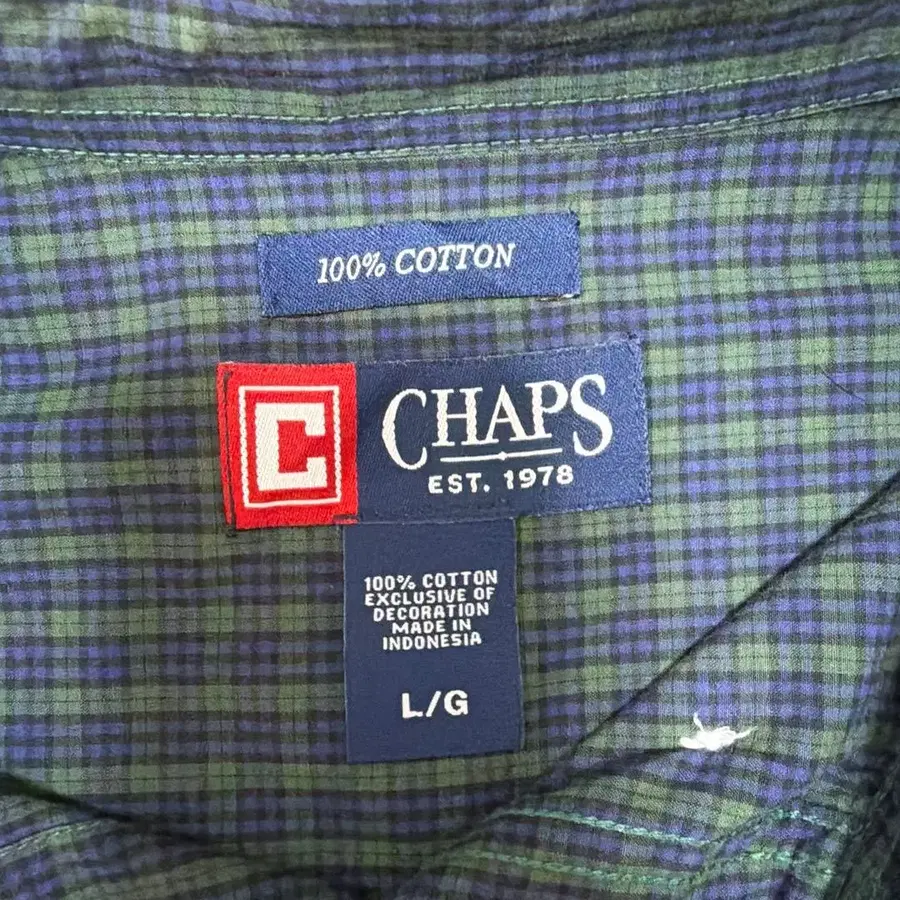 100% COTTON
C
CHAPS
EST. 1978
100% COTTON
EXCLUSIVE OF
DECORATION
MADE IN
INDONESIA
L/G